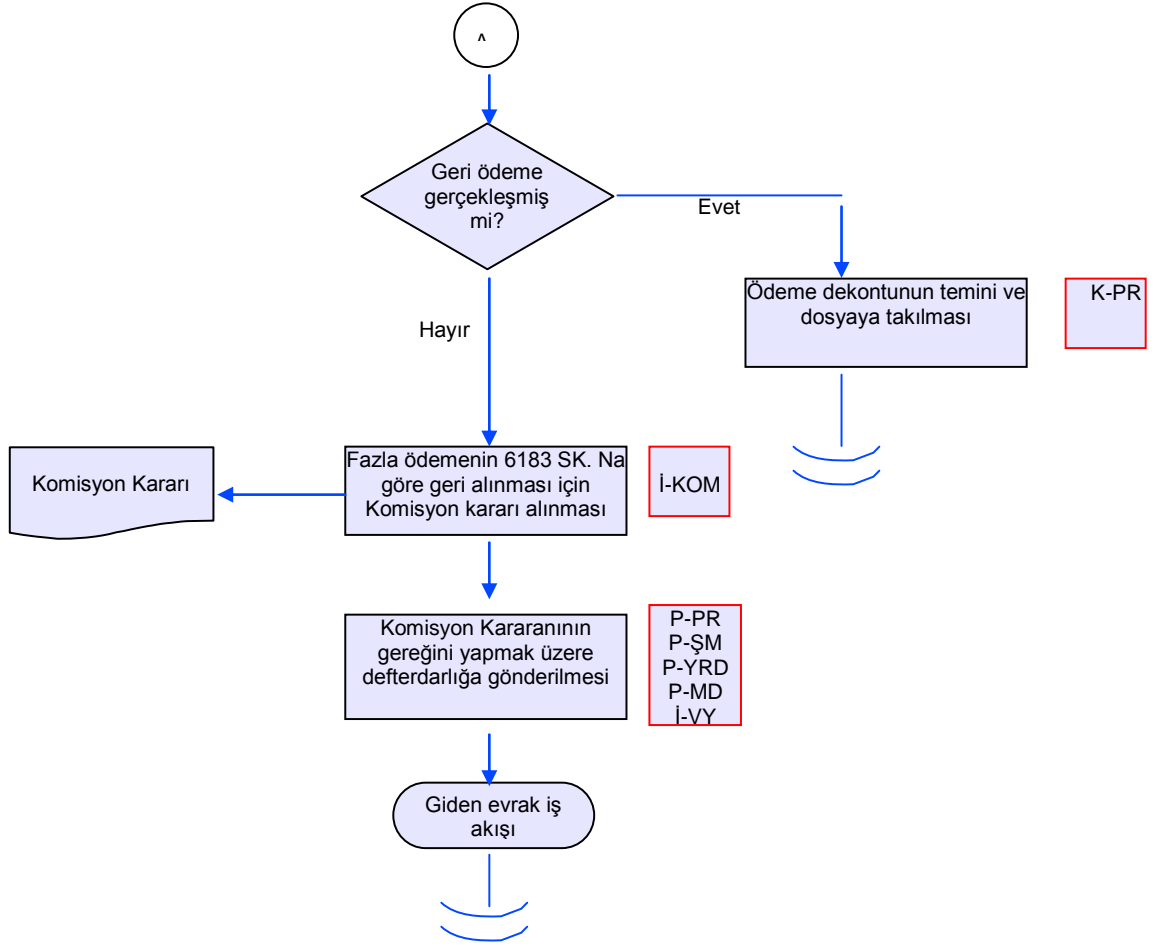 ^
Geri ödeme
gerçekleşmiş
mi?
Evet
Hayır
Ödeme dekontunun temini ve
dosyaya takılması
K-PR
Komisyon Kararı
Fazla ödemenin 6183 SK. Na
göre geri alınması için
Komisyon kararı alınması
İ-KOM
Komisyon Kararanının
gereğini yapmak üzere
defterdarlığa gönderilmesi
P-PR
P-ŞM
P-YRD
P-MD
İ-VY
Giden evrak iş
akışı